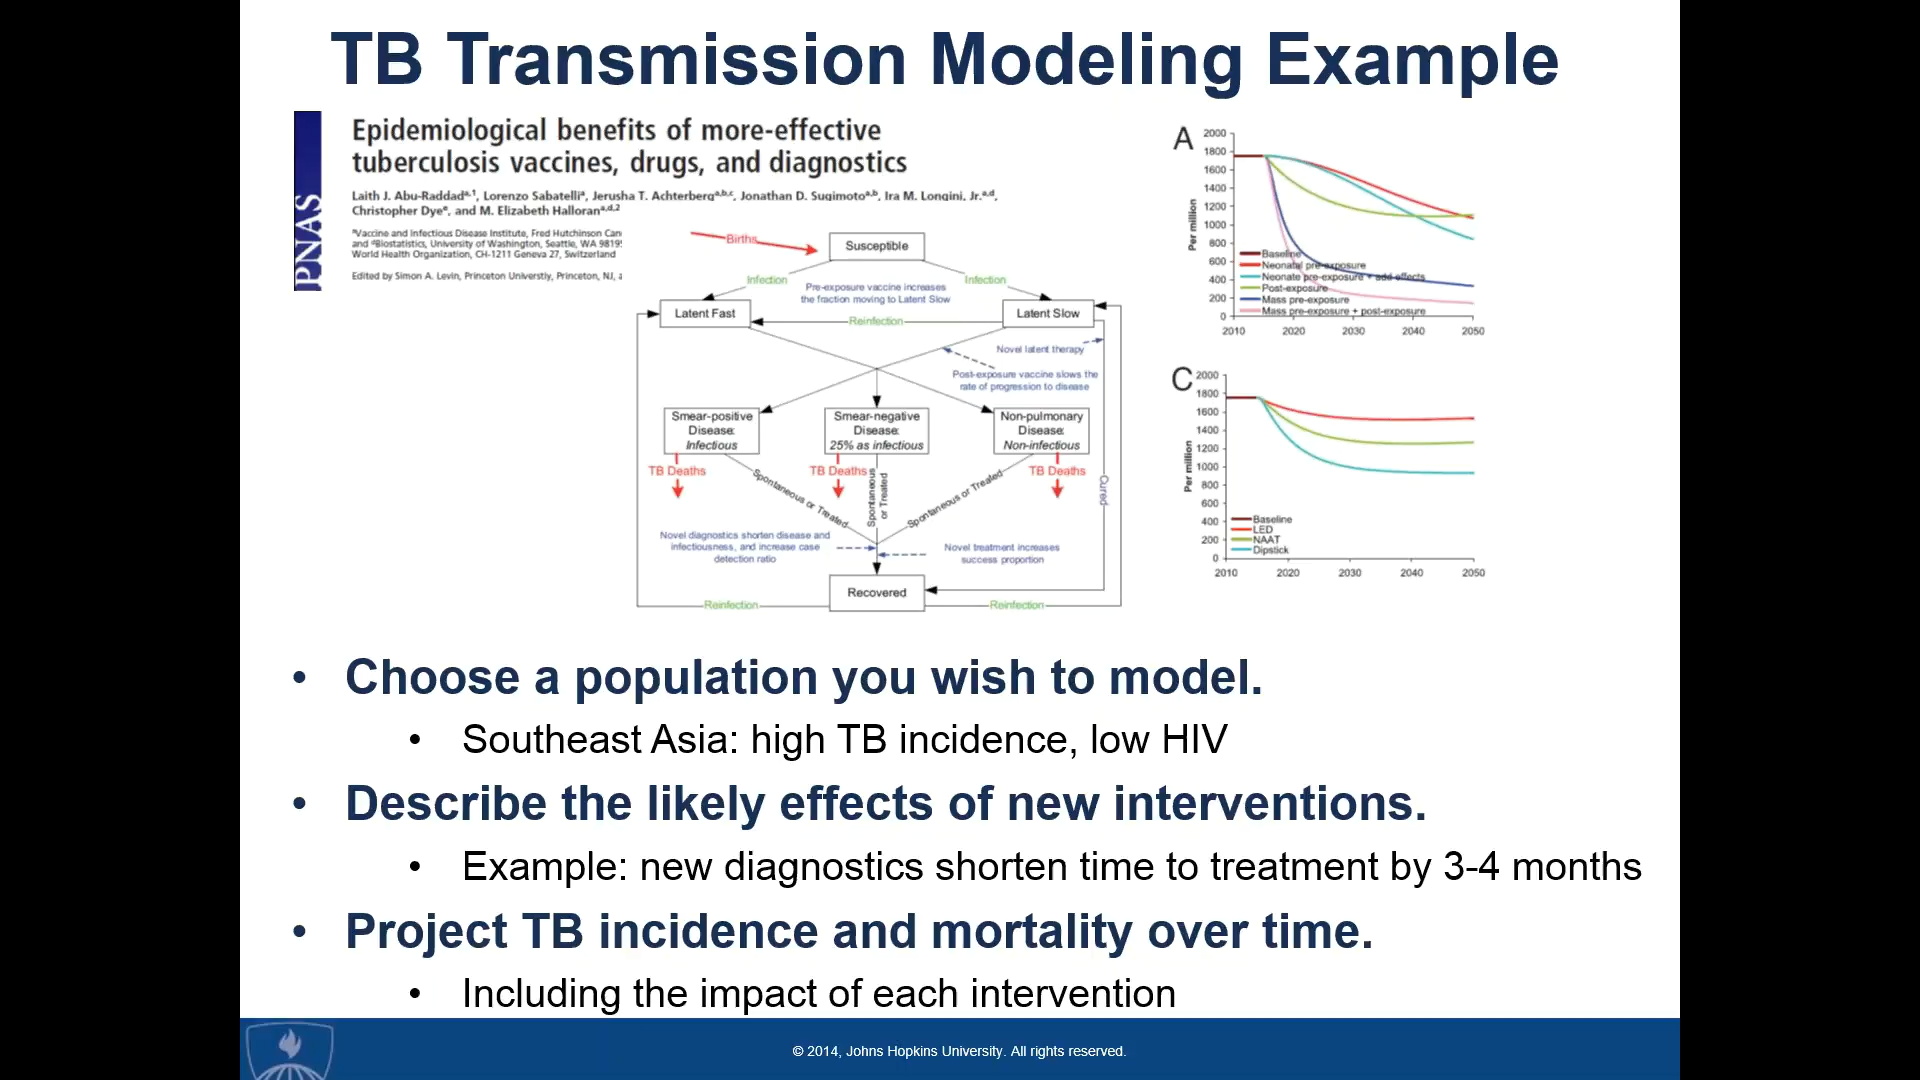 TB Transmission Modeling Example
PNAS
Epidemiological benefits of more-effective
tuberculosis vaccines, drugs, and diagnostics
Laith J. Abu-Raddad^a,1, Lorenzo Sabatelli^a, Jerusha T. Achterberg^a,b,c, Jonathan D. Sugimoto^a,b, Ira M. Longini, Jr.^a,d,
Christopher Dye^e, and M. Elizabeth Halloran^a,d,2
^aVaccine and Infectious Disease Institute, Fred Hutchinson Can
and ^dBiostatistics, University of Washington, Seattle, WA 9819
World Health Organization, CH-1211 Geneva 27, Switzerland
Edited by Simon A. Levin, Princeton Universtiy, Princeton, NJ, a
Births
Susceptible
Infection
Infection
Pre-exposure vaccine increases
the fraction moving to Latent Slow
Latent Fast
Reinfection
Latent Slow
Novel latent therapy
Post-exposure vaccine slows the
rate of progression to disease
Smear-positive
Disease:
Infectious
Smear-negative
Disease:
25% as infectious
Non-pulmonary
Disease:
Non-infectious
TB Deaths
TB Deaths
TB Deaths
Spontaneous or Treated
Spontaneous
or Treated
Spontaneous or Treated
Cured
Novel diagnostics shorten disease and
infectiousness, and increase case
detection ratio
Novel treatment increases
success proportion
Recovered
Reinfection
Reinfection
A
Per million
2000
1800
1600
1400
1200
1000
800
600
400
200
0
Baseline
Neonatal pre-exposure
Neonate pre-exposure + add effects
Post-exposure
Mass pre-exposure
Mass pre-exposure + post-exposure
2010 2020 2030 2040 2050
C
Per million
2000
1800
1600
1400
1200
1000
800
600
400
200
0
Baseline
LED
NAAT
Dipstick
2010 2020 2030 2040 2050
• Choose a population you wish to model.
• Southeast Asia: high TB incidence, low HIV
• Describe the likely effects of new interventions.
• Example: new diagnostics shorten time to treatment by 3-4 months
• Project TB incidence and mortality over time.
• Including the impact of each intervention
© 2014, Johns Hopkins University. All rights reserved.